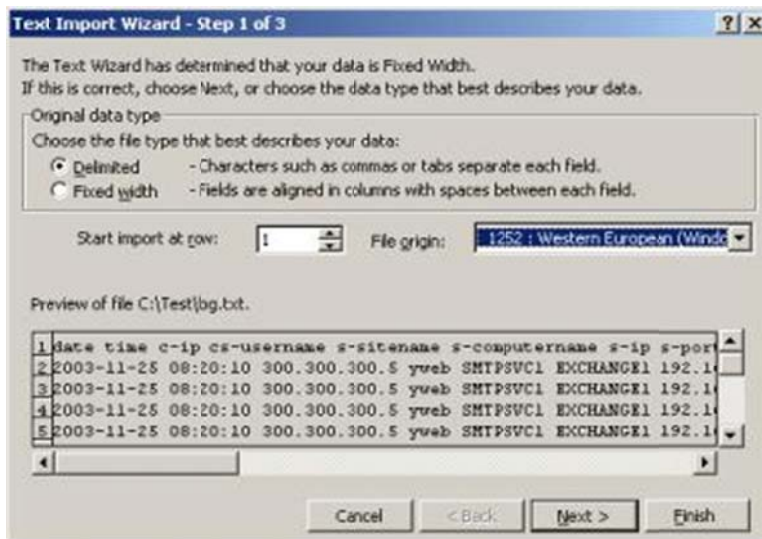 Text Import Wizard - Step 1 of 3
The Text Wizard has determined that your data is Fixed Width.
If this is correct, choose Next, or choose the data type that best describes your data.
Original data type
Choose the file type that best describes your data:
Delimited - Characters such as commas or tabs separate each field.
Fixed width - Fields are aligned in columns with spaces between each field.
Start import at row: 1 File origin: 1252 : Western European (Windo
Preview of file C:\Test\bg.txt.
1 date time c-ip cs-username s-sitename s-computername s-ip s-port
2 2003-11-25 08:20:10 300.300.300.5 yweb SMTPSVC1 EXCHANGE1 192.16
3 2003-11-25 08:20:10 300.300.300.5 yweb SMTPSVC1 EXCHANGE1 192.16
4 2003-11-25 08:20:10 300.300.300.5 yweb SMTPSVC1 EXCHANGE1 192.16
5 2003-11-25 08:20:10 300.300.300.5 yweb SMTPSVC1 EXCHANGE1 192.16
Cancel < Back Next > Finish